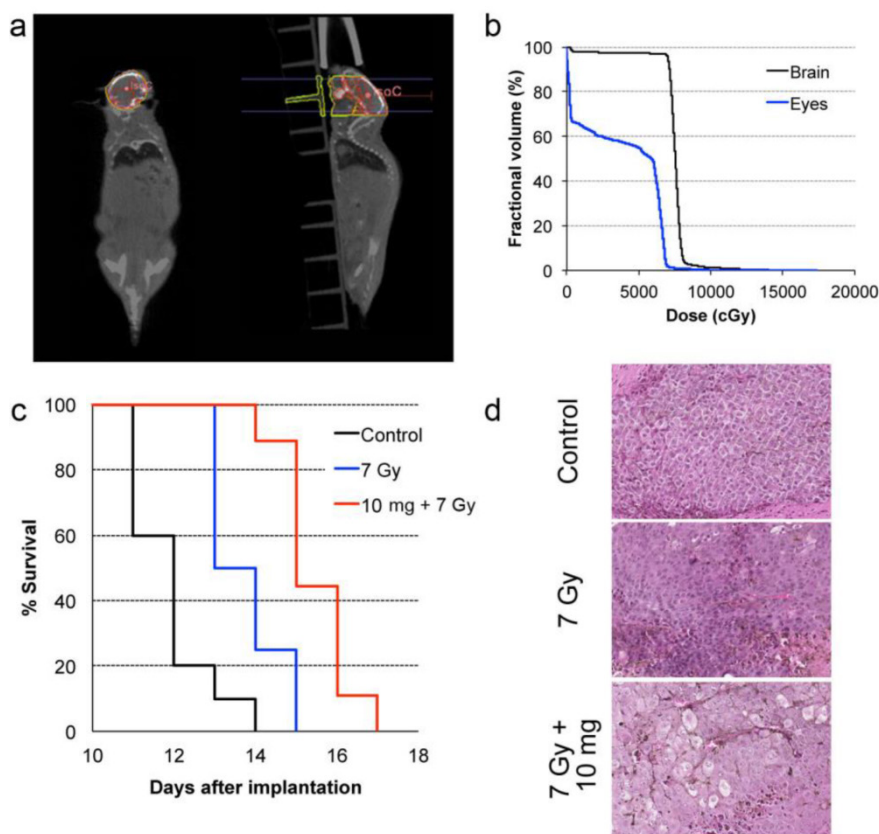 a
isoC
b
Fractional volume (%)
100
80
60
40
20
0
Brain
Eyes
0
5000
10000
15000
20000
Dose (cGy)
c
% Survival
100
80
60
40
20
0
Control
7 Gy
10 mg + 7 Gy
10
12
14
16
18
Days after implantation
d
Control
7 Gy
7 Gy +
10 mg